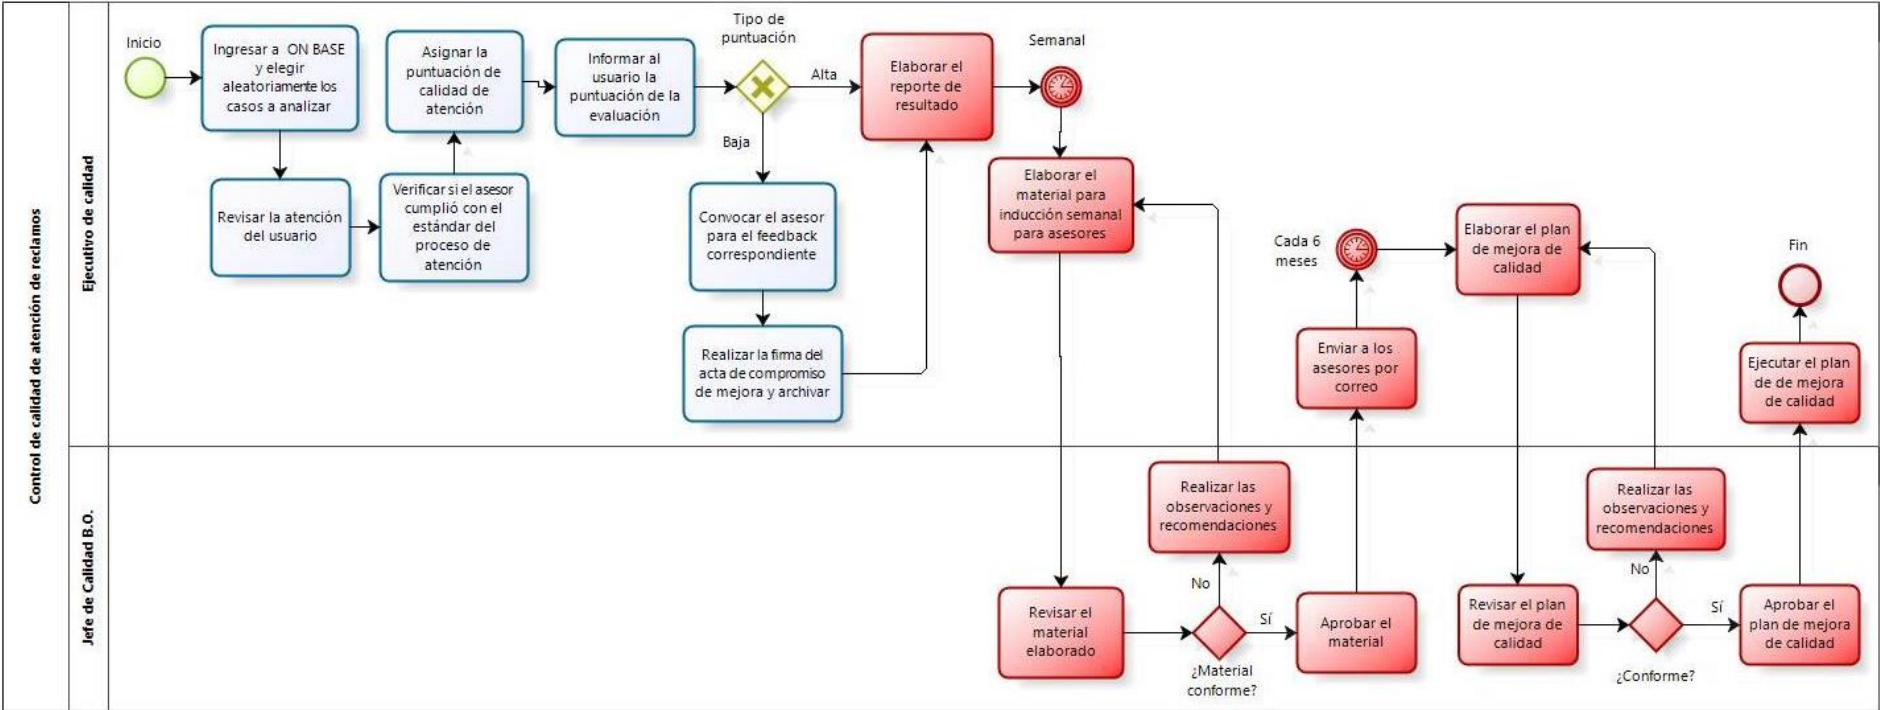 Control de calidad de atención de reclamos
Ejecutivo de calidad
Inicio
Ingresar a ON BASE
y elegir
aleatoriamente los
casos a analizar
Revisar la atención
del usuario
Verificar si el asesor
cumplió con el
estándar del
proceso de
atención
Asignar la
puntuación de
calidad de
atención
Informar al
usuario la
puntuación de la
evaluación
Tipo de
puntuación
Alta
Baja
Convocar el asesor
para el feedback
correspondiente
Realizar la firma del
acta de compromiso
de mejora y archivar
Elaborar el
reporte de
resultado
Semanal
Elaborar el
material para
inducción semanal
para asesores
Cada 6
meses
Enviar a los
asesores por
correo
Elaborar el plan
de mejora de
calidad
Fin
Ejecutar el plan
de de mejora
de calidad
Jefe de Calidad B.O.
Revisar el
material
elaborado
¿Material
conforme?
No
Realizar las
observaciones y
recomendaciones
Sí
Aprobar el
material
Revisar el plan
de mejora de
calidad
¿Conforme?
No
Realizar las
observaciones y
recomendaciones
Sí
Aprobar el
plan de mejora
de calidad